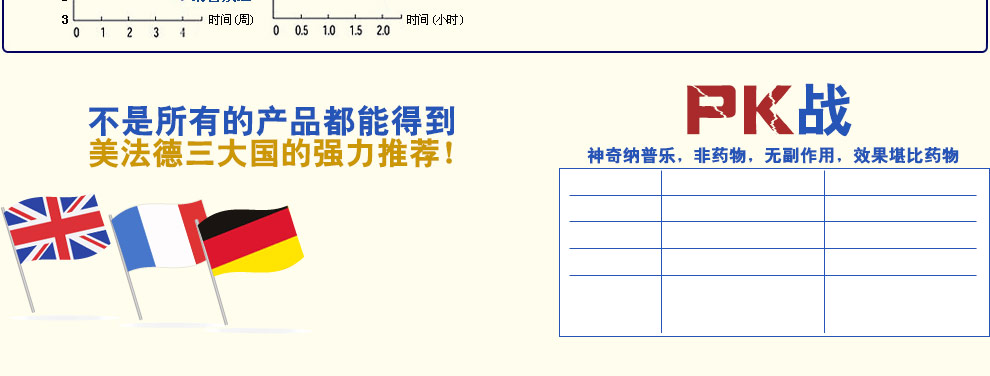 3
0 1 2 3 4 时间(周)
0 0.5 1.0 1.5 2.0 时间(小时)
不是所有的产品都能得到
美法德三大国的强力推荐!
PK战
神奇纳普乐，非药物，无副作用，效果堪比药物